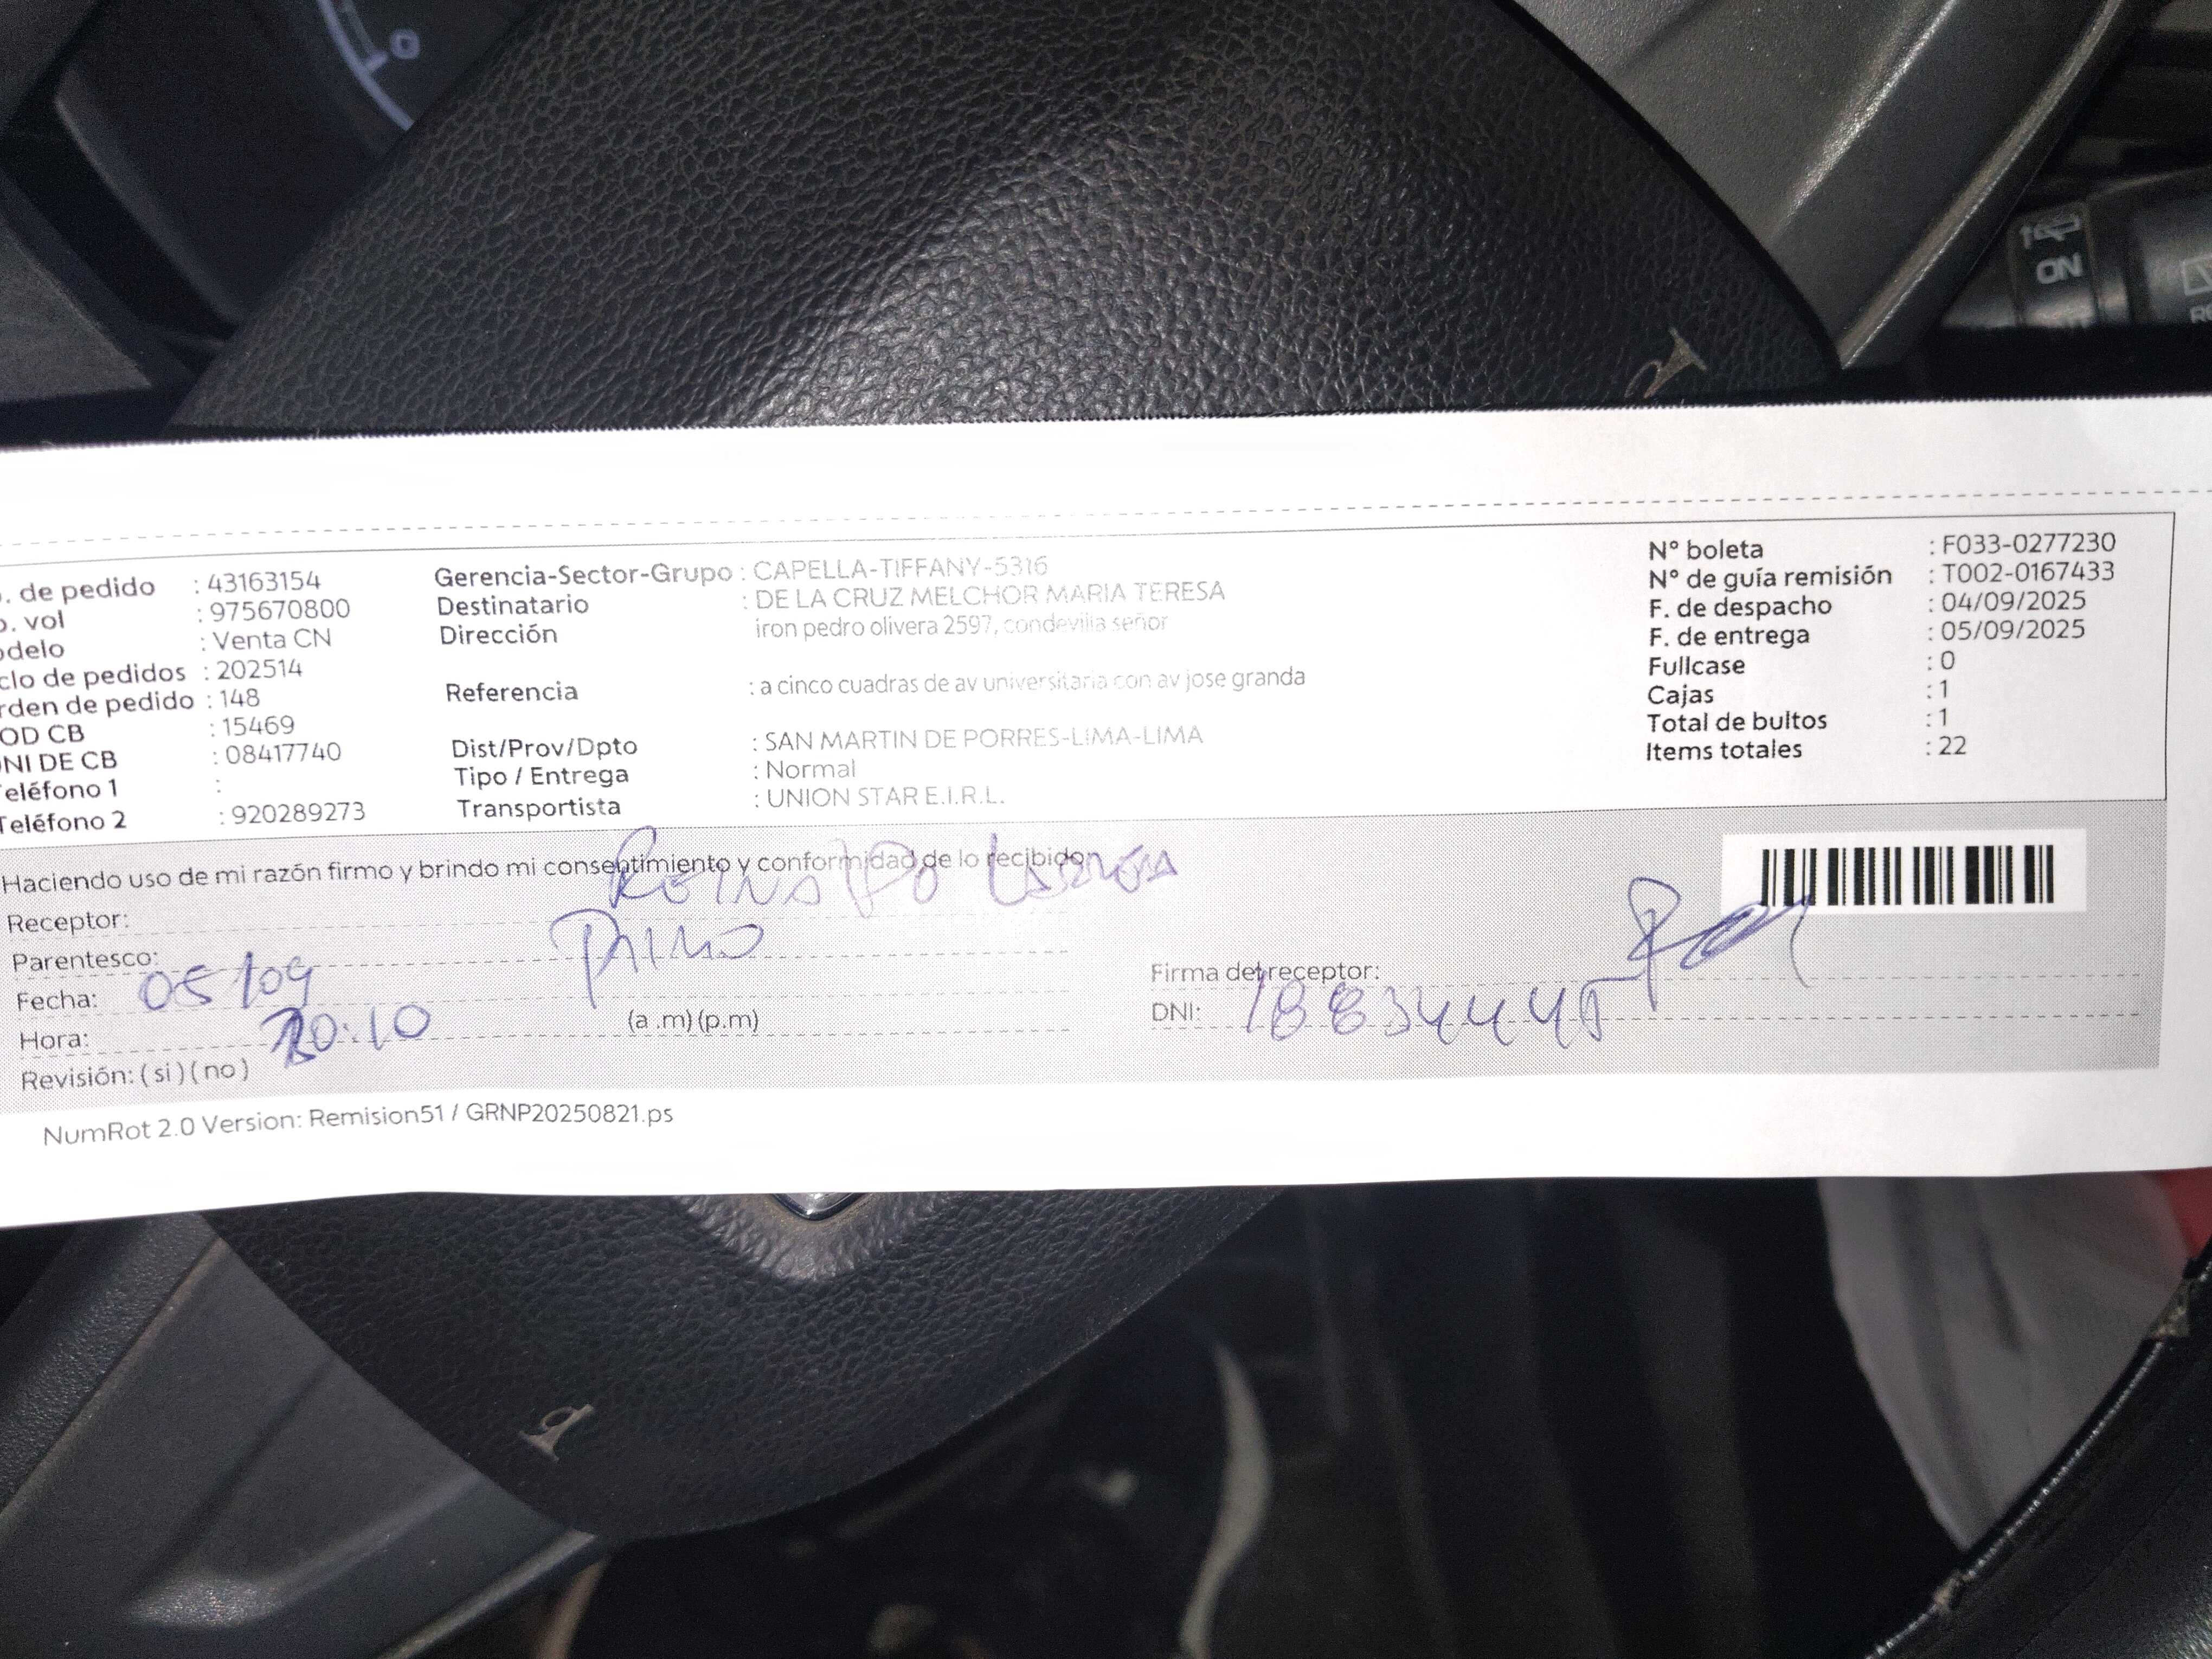 . de pedido : 43163154
o. vol : 975670800
odelo : Venta CN
clo de pedidos : 202514
rden de pedido : 148
OD CB : 15469
NI DE CB : 08417740
eléfono 1 :
Teléfono 2 : 920289273
Gerencia-Sector-Grupo : CAPELLA-TIFFANY-5316
Destinatario : DE LA CRUZ MELCHOR MARIA TERESA
Dirección iron pedro olivera 2597, condevilla señor
Referencia : a cinco cuadras de av universitaria con av jose granda
Dist/Prov/Dpto : SAN MARTIN DE PORRES-LIMA-LIMA
Tipo / Entrega : Normal
Transportista : UNION STAR E.I.R.L.
N° boleta : F033-0277230
N° de guía remisión : T002-0167433
F. de despacho : 04/09/2025
F. de entrega : 05/09/2025
Fullcase : 0
Cajas : 1
Total de bultos : 1
Items totales : 22
Haciendo uso de mi razón firmo y brindo mi consentimiento y conformidad de lo recibido
Receptor:
Parentesco:
Fecha: 05/09
Hora: 20:10 (a .m) (p.m)
Revisión: ( si ) ( no )
Firma del receptor:
DNI: 18834445
NumRot 2.0 Version: Remision51 / GRNP20250821.ps
ON
0